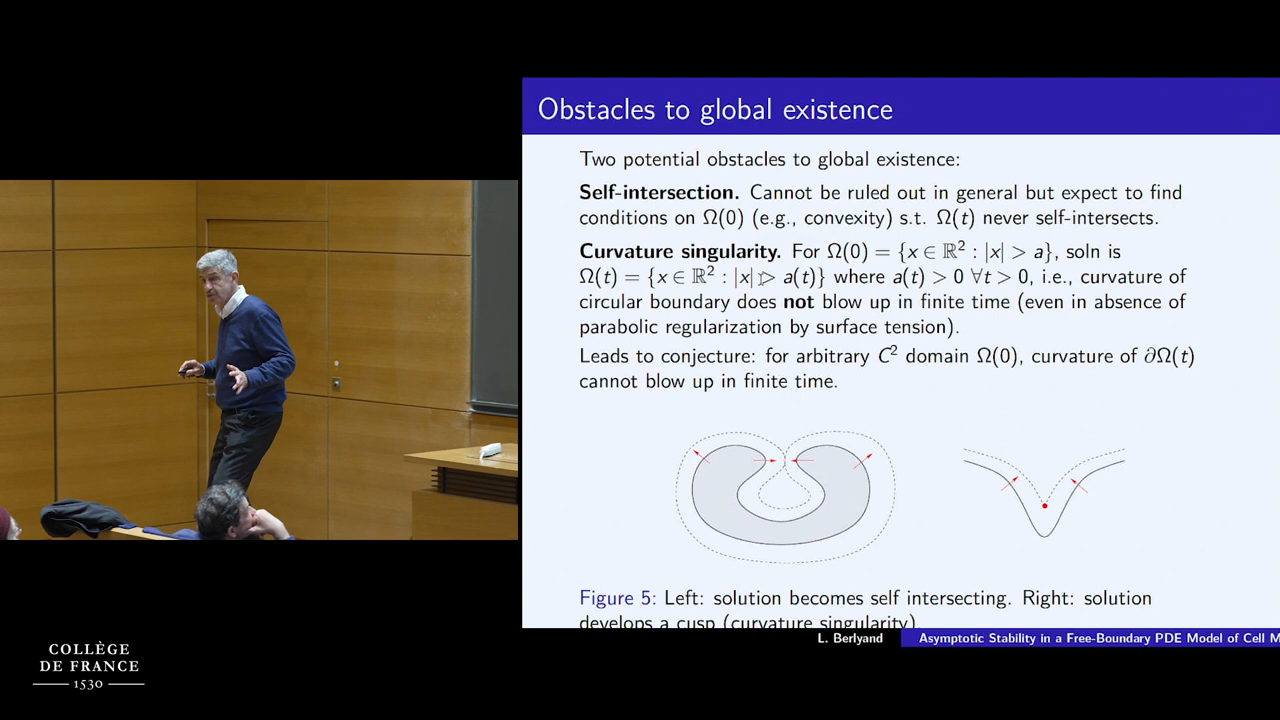 Obstacles to global existence
Two potential obstacles to global existence:
Self-intersection. Cannot be ruled out in general but expect to find
conditions on Ω(0) (e.g., convexity) s.t. Ω(t) never self-intersects.
Curvature singularity. For Ω(0) = {x ∈ ℝ² : |x| > a}, soln is
Ω(t) = {x ∈ ℝ² : |x| > a(t)} where a(t) > 0 ∀t > 0, i.e., curvature of
circular boundary does not blow up in finite time (even in absence of
parabolic regularization by surface tension).
Leads to conjecture: for arbitrary C² domain Ω(0), curvature of ∂Ω(t)
cannot blow up in finite time.
Figure 5: Left: solution becomes self intersecting. Right: solution
develops a cusp (curvature singularity)
L. Berlyand
Asymptotic Stability in a Free-Boundary PDE Model of Cell M
COLLÈGE
DE FRANCE
1530